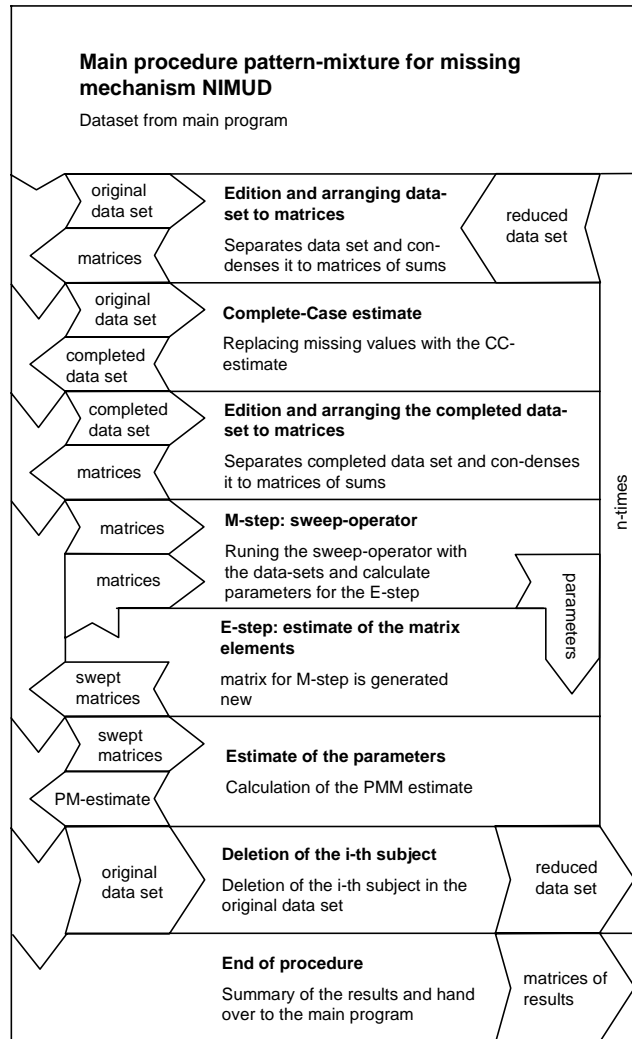 Main procedure pattern-mixture for missing
mechanism NIMUD
Dataset from main program
original
data set
matrices
Edition and arranging data-
set to matrices
Separates data set and con-
denses it to matrices of sums
reduced
data set
original
data set
completed
data set
Complete-Case estimate
Replacing missing values with the CC-
estimate
completed
data set
matrices
Edition and arranging the completed data-
set to matrices
Separates completed data set and con-denses
it to matrices of sums
n-times
matrices
matrices
M-step: sweep-operator
Runing the sweep-operator with
the data-sets and calculate
parameters for the E-step
parameters
E-step: estimate of the matrix
elements
matrix for M-step is generated
new
swept
matrices
swept
matrices
PM-estimate
Estimate of the parameters
Calculation of the PMM estimate
original
data set
Deletion of the i-th subject
Deletion of the i-th subject in the
original data set
reduced
data set
End of procedure
Summary of the results and hand
over to the main program
matrices of
results